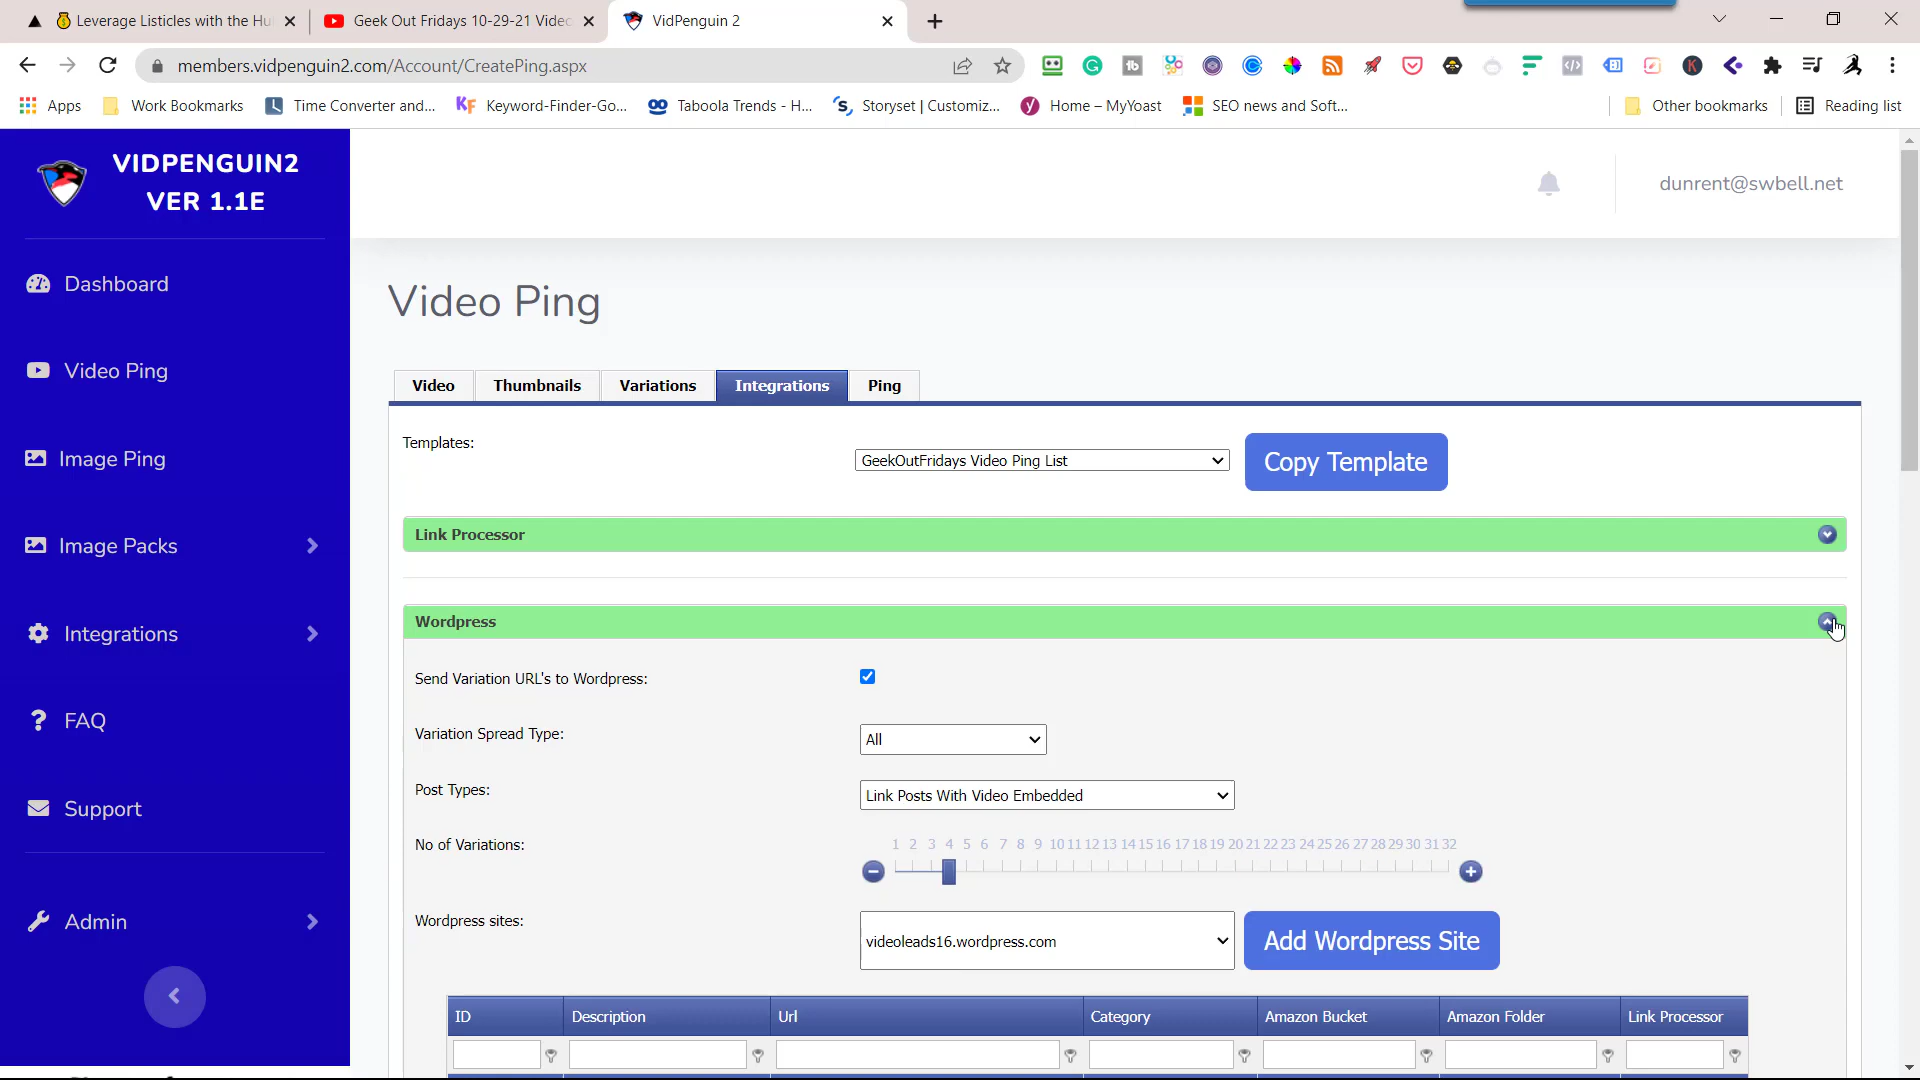 Leverage Listicles with the Hu
Geek Out Fridays 10-29-21 Video
VidPenguin 2
members.vidpenguin2.com/Account/CreatePing.aspx
Apps
Work Bookmarks
Time Converter and...
Keyword-Finder-Go...
Taboola Trends - H...
Storyset | Customiz...
Home – MyYoast
SEO news and Soft...
Other bookmarks
Reading list
VIDPENGUIN2
VER 1.1E
dunrent@swbell.net
Dashboard
Video Ping
Image Ping
Image Packs
Integrations
FAQ
Support
Admin
Video Ping
Video
Thumbnails
Variations
Integrations
Ping
Templates:
GeekOutFridays Video Ping List
Copy Template
Link Processor
Wordpress
Send Variation URL's to Wordpress:
Variation Spread Type:
All
Post Types:
Link Posts With Video Embedded
No of Variations:
1 2 3 4 5 6 7 8 9 10 11 12 13 14 15 16 17 18 19 20 21 22 23 24 25 26 27 28 29 30 31 32
Wordpress sites:
videoleads16.wordpress.com
Add Wordpress Site
ID
Description
Url
Category
Amazon Bucket
Amazon Folder
Link Processor